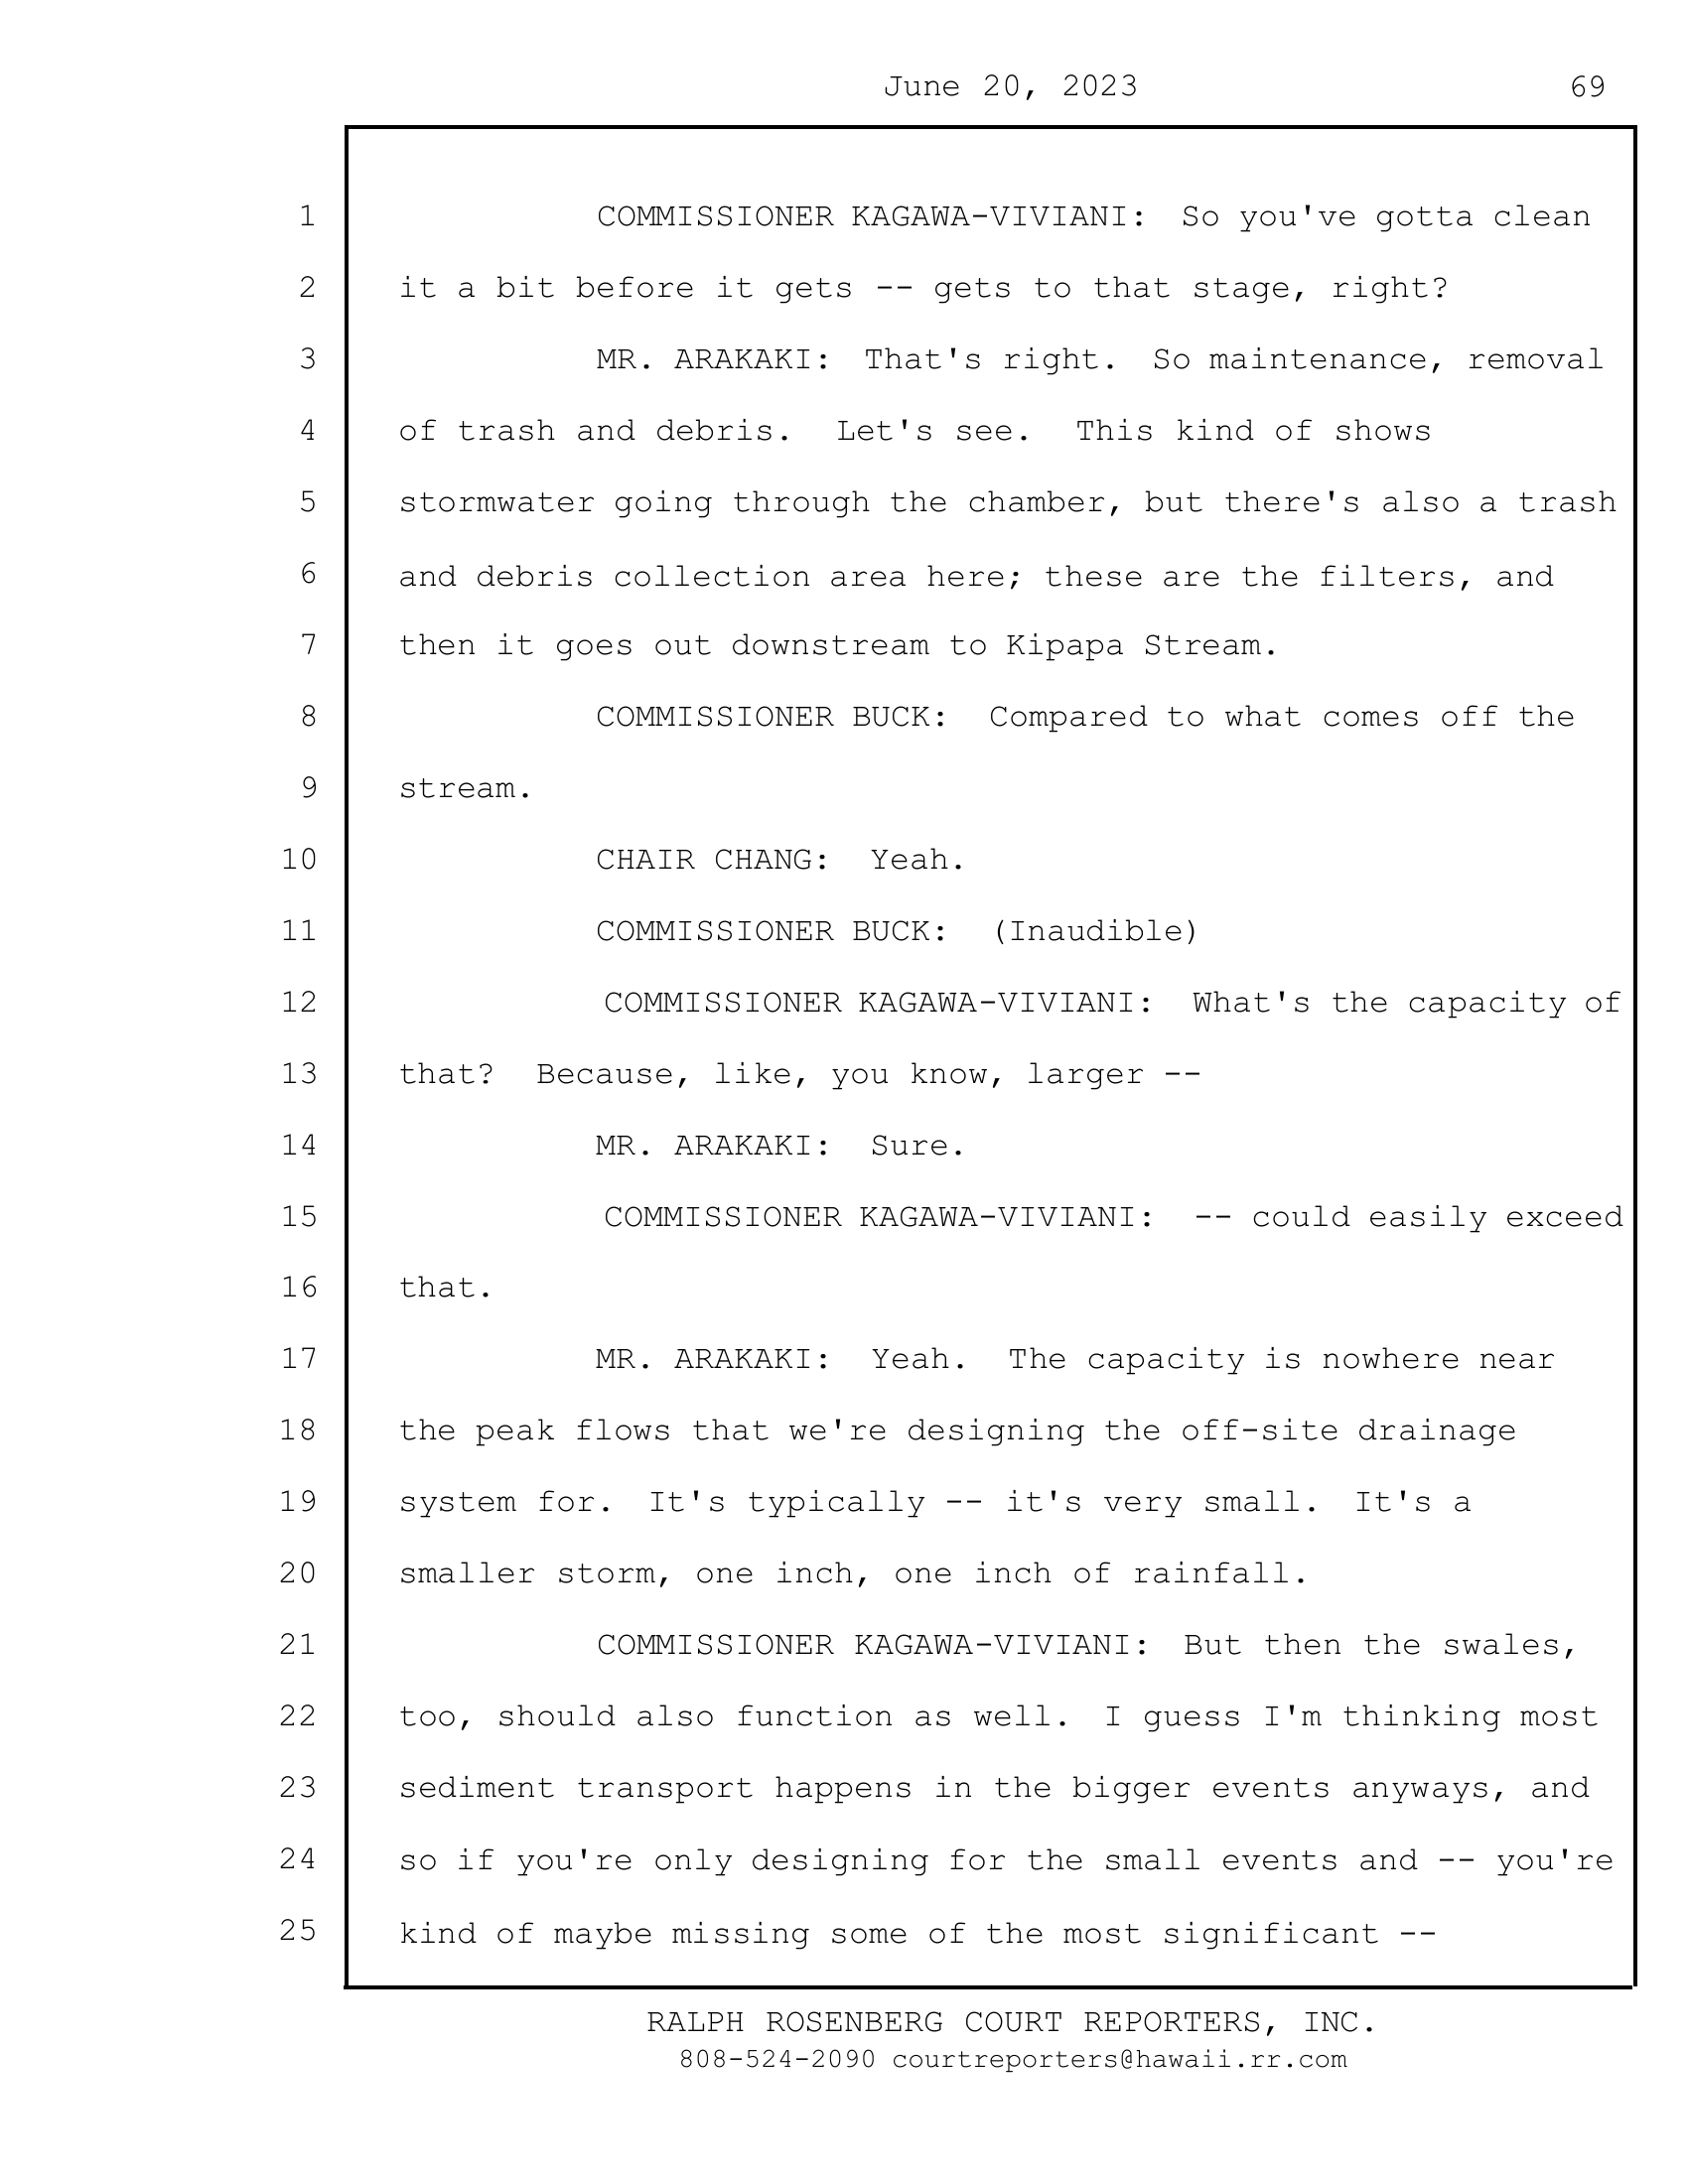 June 20, 2023 69
1 COMMISSIONER KAGAWA-VIVIANI: So you've gotta clean
2 it a bit before it gets -- gets to that stage, right?
3 MR. ARAKAKI: That's right. So maintenance, removal
4 of trash and debris. Let's see. This kind of shows
5 stormwater going through the chamber, but there's also a trash
6 and debris collection area here; these are the filters, and
7 then it goes out downstream to Kipapa Stream.
8 COMMISSIONER BUCK: Compared to what comes off the
9 stream.
10 CHAIR CHANG: Yeah.
11 COMMISSIONER BUCK: (Inaudible)
12 COMMISSIONER KAGAWA-VIVIANI: What's the capacity of
13 that? Because, like, you know, larger --
14 MR. ARAKAKI: Sure.
15 COMMISSIONER KAGAWA-VIVIANI: -- could easily exceed
16 that.
17 MR. ARAKAKI: Yeah. The capacity is nowhere near
18 the peak flows that we're designing the off-site drainage
19 system for. It's typically -- it's very small. It's a
20 smaller storm, one inch, one inch of rainfall.
21 COMMISSIONER KAGAWA-VIVIANI: But then the swales,
22 too, should also function as well. I guess I'm thinking most
23 sediment transport happens in the bigger events anyways, and
24 so if you're only designing for the small events and -- you're
25 kind of maybe missing some of the most significant --
RALPH ROSENBERG COURT REPORTERS, INC.
808-524-2090 courtreporters@hawaii.rr.com